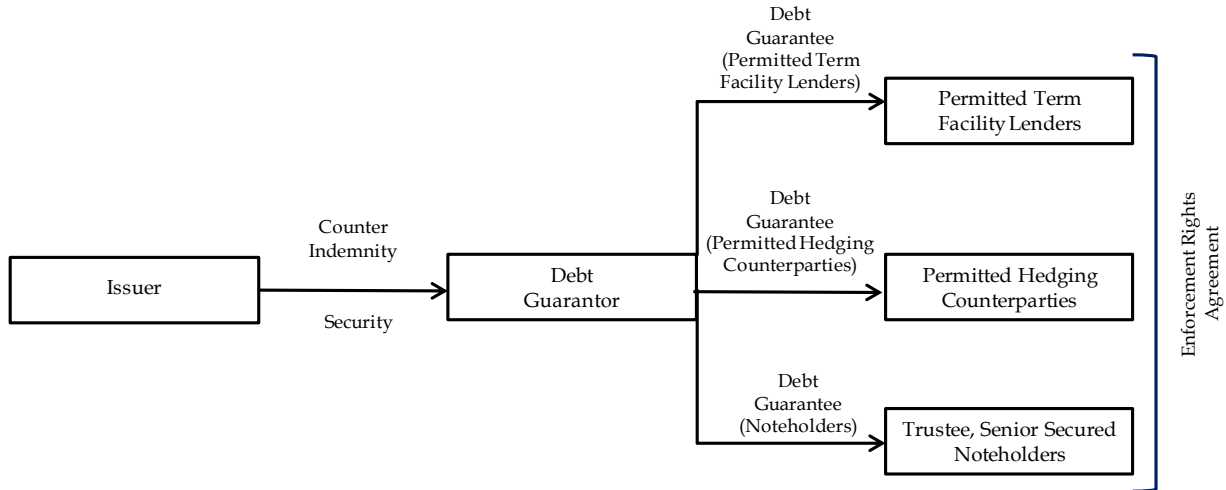 Debt
Guarantee
(Permitted Term
Facility Lenders)
Permitted Term
Facility Lenders
Debt
Guarantee
(Permitted Hedging
Counterparties)
Counter
Indemnity
Issuer
Debt
Guarantor
Permitted Hedging
Counterparties
Security
Debt
Guarantee
(Noteholders)
Trustee, Senior Secured
Noteholders
Enforcement Rights
Agreement